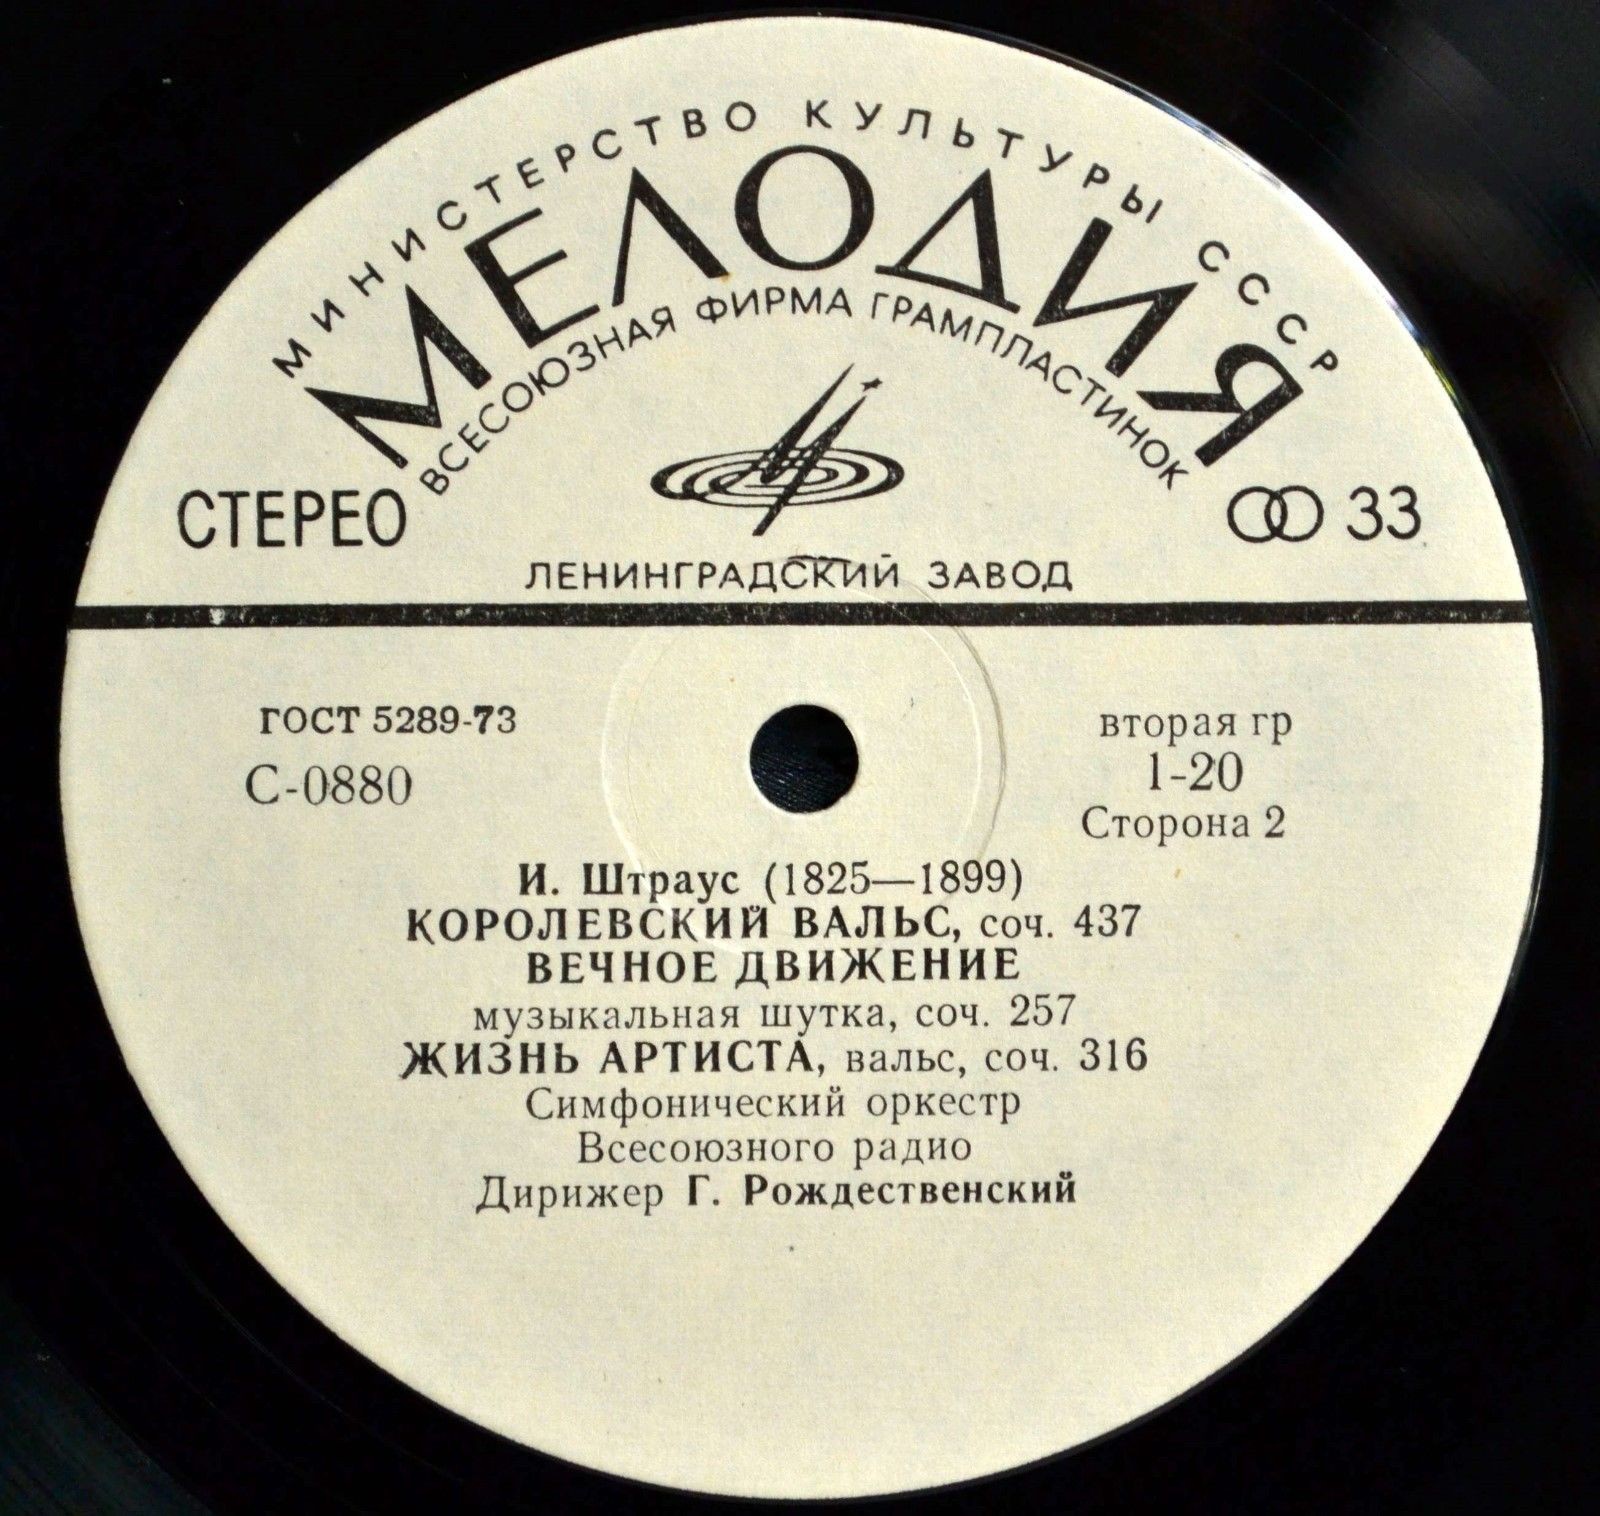 МИНИСТЕРСТВО КУЛЬТУРЫ СССР
МЕЛОДИЯ
ВСЕСОЮЗНАЯ ФИРМА ГРАМПЛАСТИНОК
СТЕРЕО
33
ЛЕНИНГРАДСКИЙ ЗАВОД
ГОСТ 5289-73
С-0880
вторая гр
1-20
Сторона 2
И. Штраус (1825—1899)
КОРОЛЕВСКИЙ ВАЛЬС, соч. 437
ВЕЧНОЕ ДВИЖЕНИЕ
музыкальная шутка, соч. 257
ЖИЗНЬ АРТИСТА, вальс, соч. 316
Симфонический оркестр
Всесоюзного радио
Дирижер Г. Рождественский